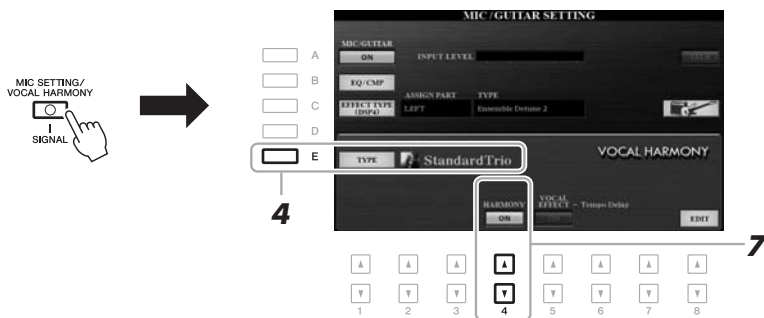 MIC SETTING/
VOCAL HARMONY
SIGNAL
A
B
C
D
E
4
MIC/GUITAR SETTING
MIC/GUITAR
ON
INPUT LEVEL
EQ/CMP
EFFECT TYPE
(DSP4)
ASSIGN PART
LEFT
TYPE
Ensemble Detune 2
TYPE
StandardTrio
VOCAL HARMONY
HARMONY
ON
VOCAL
EFFECT
Tempo Delay
EDIT
7
1 2 3 4 5 6 7 8